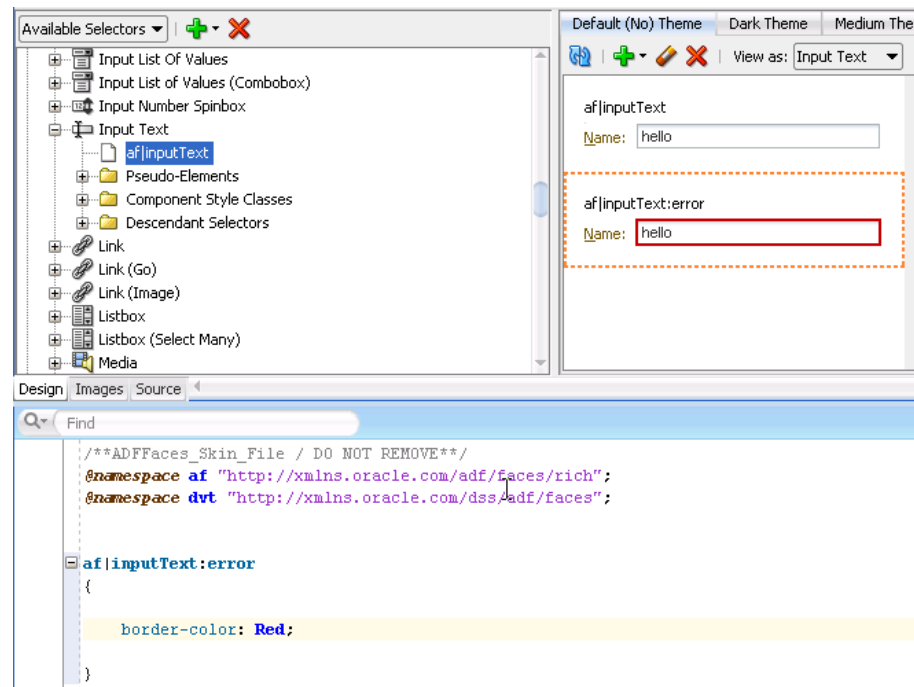 Available Selectors
Input List Of Values
Input List of Values (Combobox)
Input Number Spinbox
Input Text
af|inputText
Pseudo-Elements
Component Style Classes
Descendant Selectors
Link
Link (Go)
Link (Image)
Listbox
Listbox (Select Many)
Media
Default (No) Theme Dark Theme Medium The
View as: Input Text
af|inputText
Name: hello
af|inputText:error
Name: hello
Design Images Source
Find
/**ADFFaces_Skin_File / DO NOT REMOVE**/
@namespace af "http://xmlns.oracle.com/adf/faces/rich";
@namespace dvt "http://xmlns.oracle.com/dss/adf/faces";
af|inputText:error
{
border-color: Red;
}